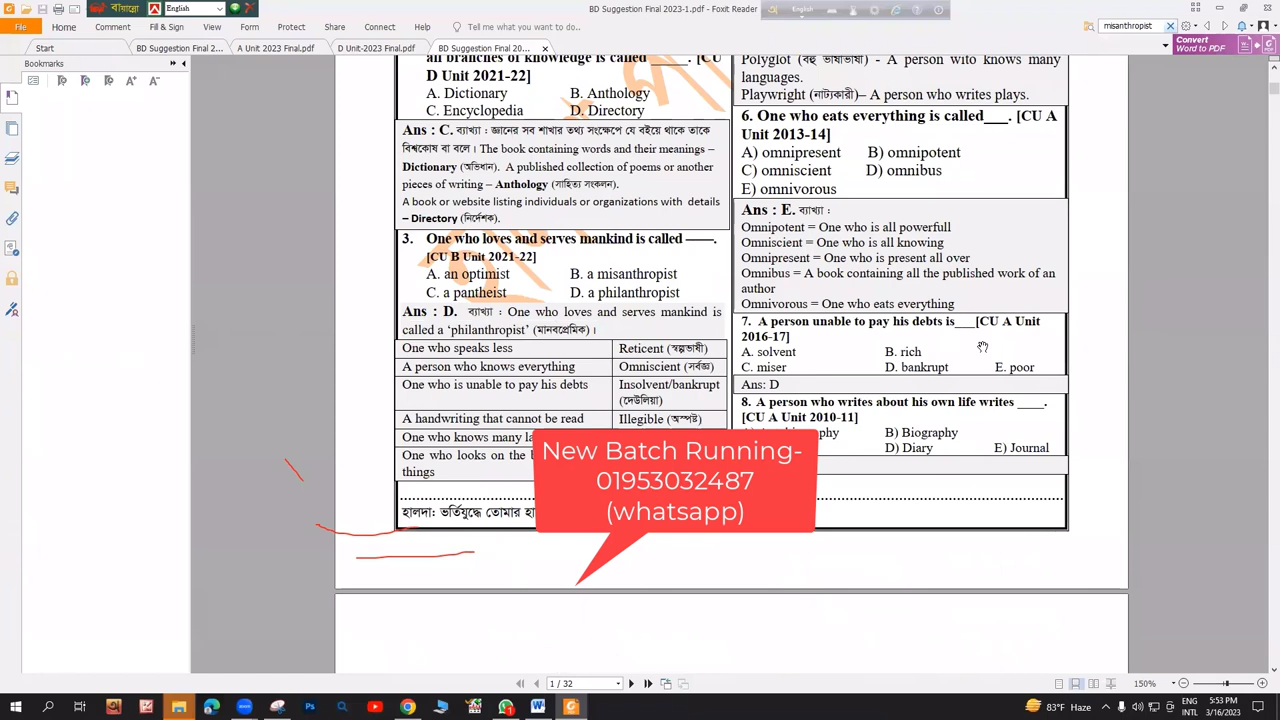 বায়ান্নো
English
BD Suggestion Final 2023-1.pdf - Foxit Reader
English
File
Home
Comment
Fill & Sign
View
Form
Protect
Share
Connect
Help
Tell me what you want to do..
misanthropist
Start
BD Suggestion Final 2...
A Unit 2023 Final.pdf
D Unit-2023 Final.pdf
BD Suggestion Final 20...
Convert
Word to PDF
Bookmarks
all branches of knowledge is called _____. [CU
D Unit 2021-22]
A. Dictionary B. Anthology
C. Encyclopedia D. Directory
Ans : C. ব্যাখ্যা : জ্ঞানের সব শাখার তথ্য সংক্ষেপে যে বইয়ে থাকে তাকে
বিশ্বকোষ বা বলে। The book containing words and their meanings –
Dictionary (অভিধান). A published collection of poems or another
pieces of writing – Anthology (সাহিত্য সংকলন).
A book or website listing individuals or organizations with details
– Directory (নির্দেশক).
3. One who loves and serves mankind is called ——.
[CU B Unit 2021-22]
A. an optimist B. a misanthropist
C. a pantheist D. a philanthropist
Ans : D. ব্যাখ্যা : One who loves and serves mankind is
called a ‘philanthropist’ (মানবপ্রেমিক)।
One who speaks less Reticent (স্বল্পভাষী)
A person who knows everything Omniscient (সর্বজ্ঞ)
One who is unable to pay his debts Insolvent/bankrupt
(দেউলিয়া)
A handwriting that cannot be read Illegible (অস্পষ্ট)
One who knows many la
One who looks on the b
things
হালদা: ভর্তিযুদ্ধে তোমার হা
Polyglot (বহু ভাষাভাষী) - A person wito knows many
languages.
Playwright (নাট্যকারী)– A person who writes plays.
6. One who eats everything is called___. [CU A
Unit 2013-14]
A) omnipresent B) omnipotent
C) omniscient D) omnibus
E) omnivorous
Ans : E. ব্যাখ্যা :
Omnipotent = One who is all powerfull
Omniscient = One who is all knowing
Omnipresent = One who is present all over
Omnibus = A book containing all the published work of an
author
Omnivorous = One who eats everything
7. A person unable to pay his debts is___[CU A Unit
2016-17]
A. solvent B. rich
C. miser D. bankrupt E. poor
Ans: D
8. A person who writes about his own life writes ____.
[CU A Unit 2010-11]
phy B) Biography
D) Diary E) Journal
New Batch Running-
01953032487
(whatsapp)
1 / 32
150%
83°F Haze
ENG
INTL
5:53 PM
3/16/2023